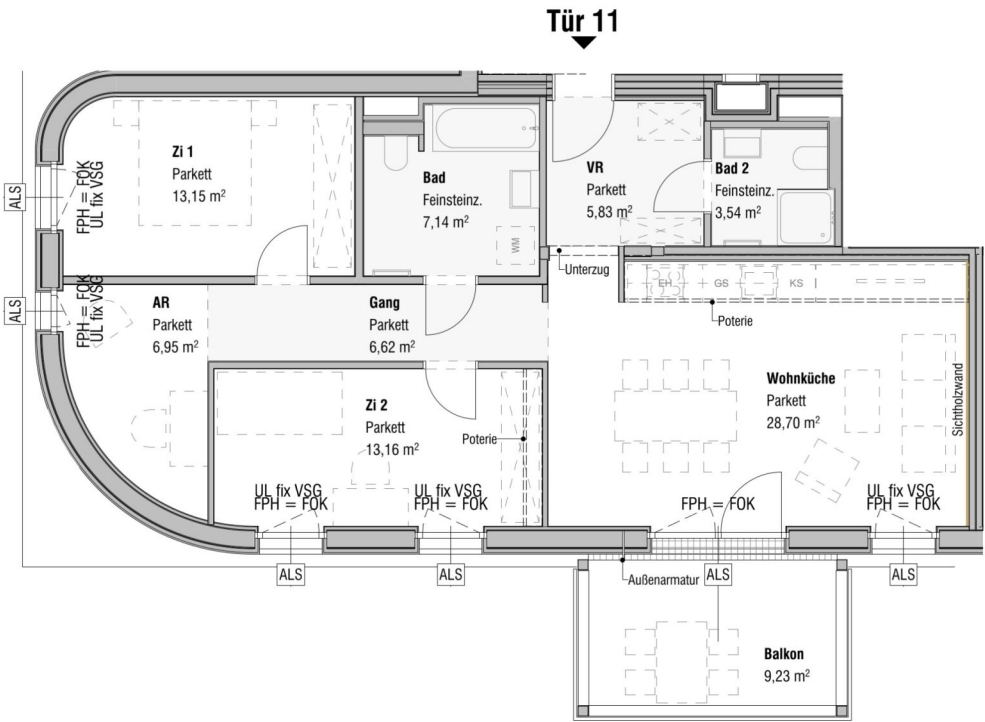 Tür 11
Zi 1
Parkett
13,15 m²
ALS
FPH = FOK
UL fix VSG
Bad
Feinsteinz.
7,14 m²
WM
VR
Parkett
5,83 m²
Bad 2
Feinsteinz.
3,54 m²
Unterzug
EH
GS
KS
Poterie
ALS
FPH = FOK
UL fix VSG
AR
Parkett
6,95 m²
Gang
Parkett
6,62 m²
Zi 2
Parkett
13,16 m²
Poterie
Wohnküche
Parkett
28,70 m²
Sichtholzwand
UL fix VSG
FPH = FOK
UL fix VSG
FPH = FOK
FPH = FOK
UL fix VSG
FPH = FOK
ALS
ALS
Außenarmatur
ALS
ALS
Balkon
9,23 m²